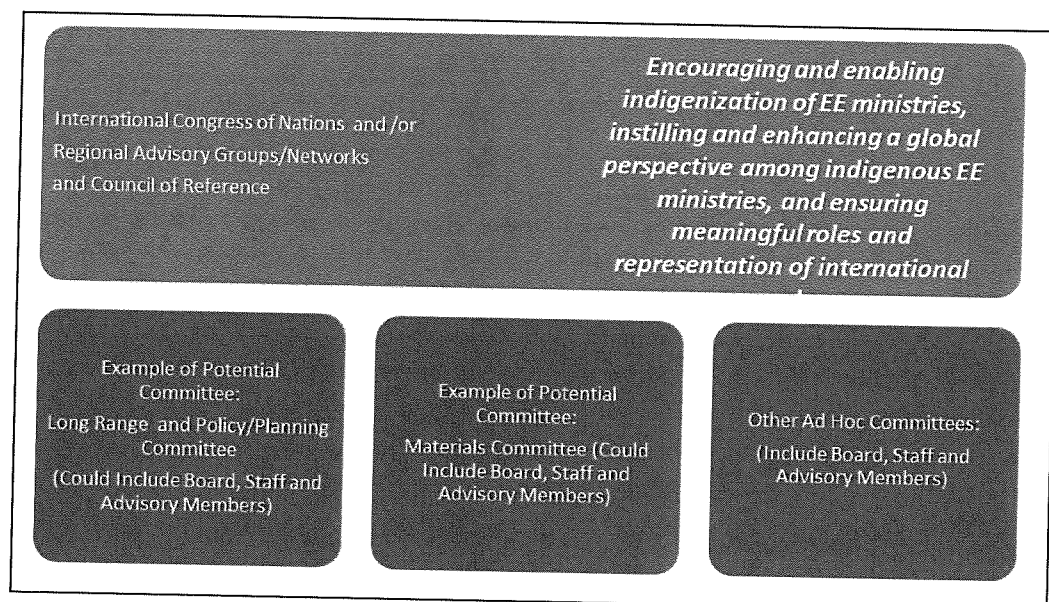 International Congress of Nations and/or
Regional Advisory Groups/Networks
and Council of Reference
Encouraging and enabling
indigenization of EE ministries,
instilling and enhancing a global
perspective among indigenous EE
ministries, and ensuring
meaningful roles and
representation of international
Example of Potential
Committee:
Long Range and Policy/Planning
Committee
(Could Include Board, Staff and
Advisory Members)
Example of Potential
Committee:
Materials Committee (Could
Include Board, Staff and
Advisory Members)
Other Ad Hoc Committees:
(Include Board, Staff and
Advisory Members)